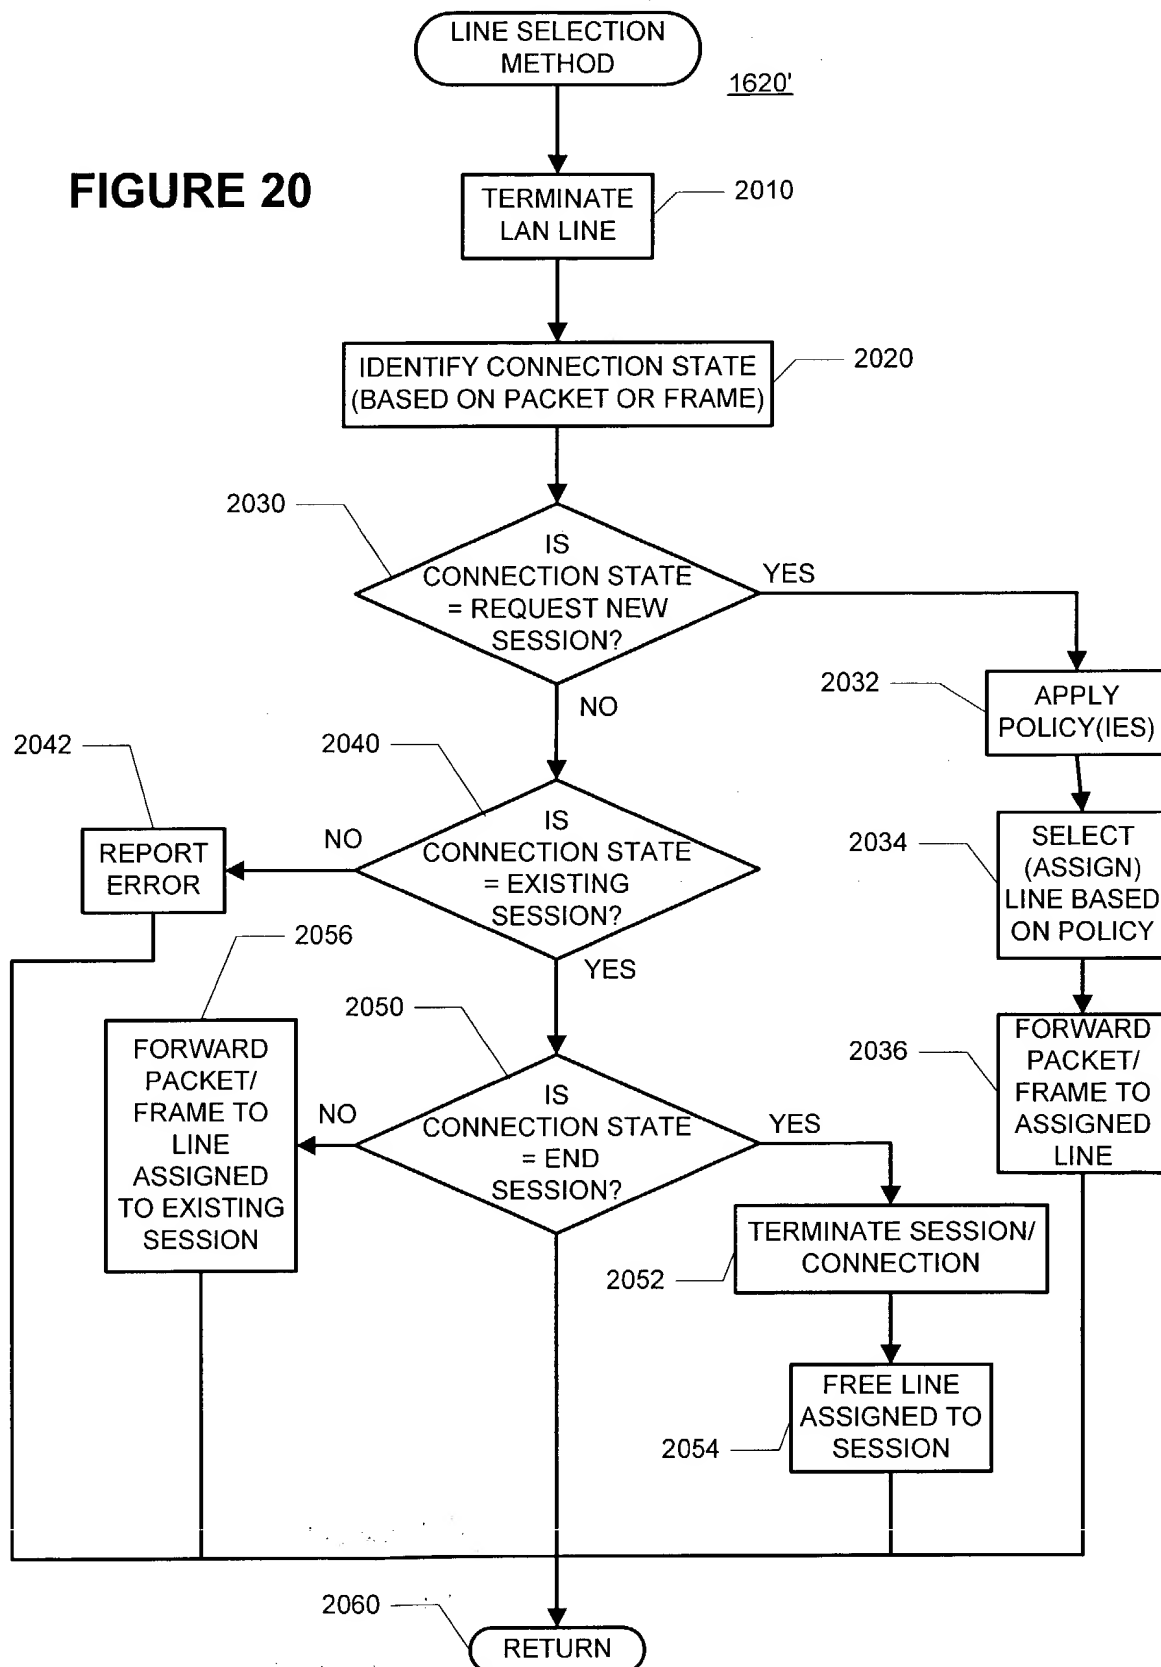 LINE SELECTION
METHOD
1620'
FIGURE 20
TERMINATE
LAN LINE
2010
IDENTIFY CONNECTION STATE
(BASED ON PACKET OR FRAME)
2020
2030
IS
CONNECTION STATE
= REQUEST NEW
SESSION?
YES
NO
2032
APPLY
POLICY(IES)
2042
2040
REPORT
ERROR
NO
IS
CONNECTION STATE
= EXISTING
SESSION?
YES
2034
SELECT
(ASSIGN)
LINE BASED
ON POLICY
2056
2050
FORWARD
PACKET/
FRAME TO
LINE
ASSIGNED
TO EXISTING
SESSION
NO
IS
CONNECTION STATE
= END
SESSION?
YES
2036
FORWARD
PACKET/
FRAME TO
ASSIGNED
LINE
2052
TERMINATE SESSION/
CONNECTION
2054
FREE LINE
ASSIGNED TO
SESSION
2060
RETURN